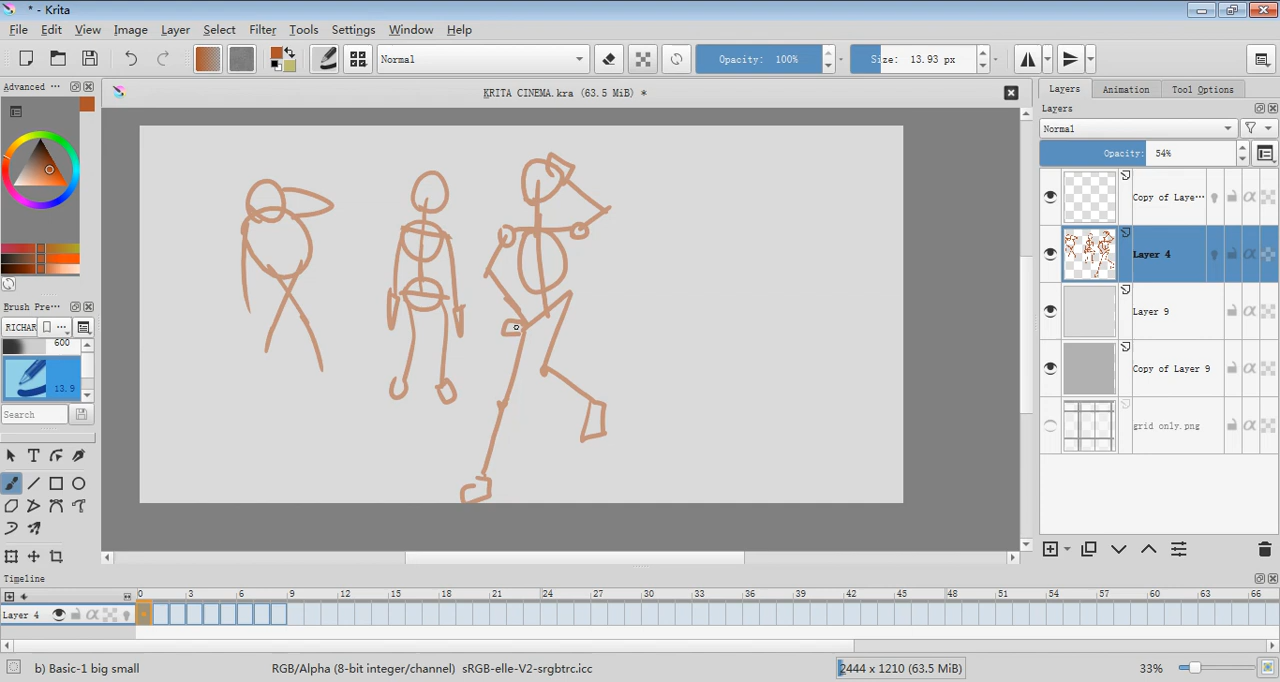 * - Krita
File Edit View Image Layer Select Filter Tools Settings Window Help
Normal
Opacity: 100%
Size: 13.93 px
Advanced ···
KRITA CINEMA.kra (63.5 MiB) *
Layers Animation Tool Options
Layers
Normal
Opacity: 54%
Copy of Laye···
Layer 4
Layer 9
Copy of Layer 9
grid only.png
Brush Pre···
RICHAR ···
600
13.9
Search
Timeline
0 3 6 9 12 15 18 21 24 27 30 33 36 39 42 45 48 51 54 57 60 63 66
Layer 4
b) Basic-1 big small
RGB/Alpha (8-bit integer/channel) sRGB-elle-V2-srgbtrc.icc
2444 x 1210 (63.5 MiB)
33%